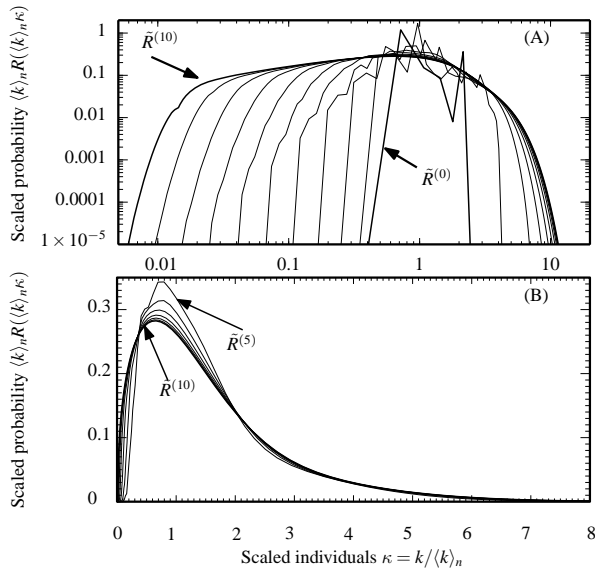 Scaled probability ⟨k⟩ₙR(⟨k⟩ₙκ)
1
0.1
0.01
0.001
0.0001
1 × 10⁻⁵
R̃⁽¹⁰⁾
(A)
R̃⁽⁰⁾
0.01 0.1 1 10
Scaled probability ⟨k⟩ₙR(⟨k⟩ₙκ)
0.3
0.2
0.1
0
(B)
R̃⁽⁵⁾
R̃⁽¹⁰⁾
0 1 2 3 4 5 6 7 8
Scaled individuals κ = k/⟨k⟩ₙ